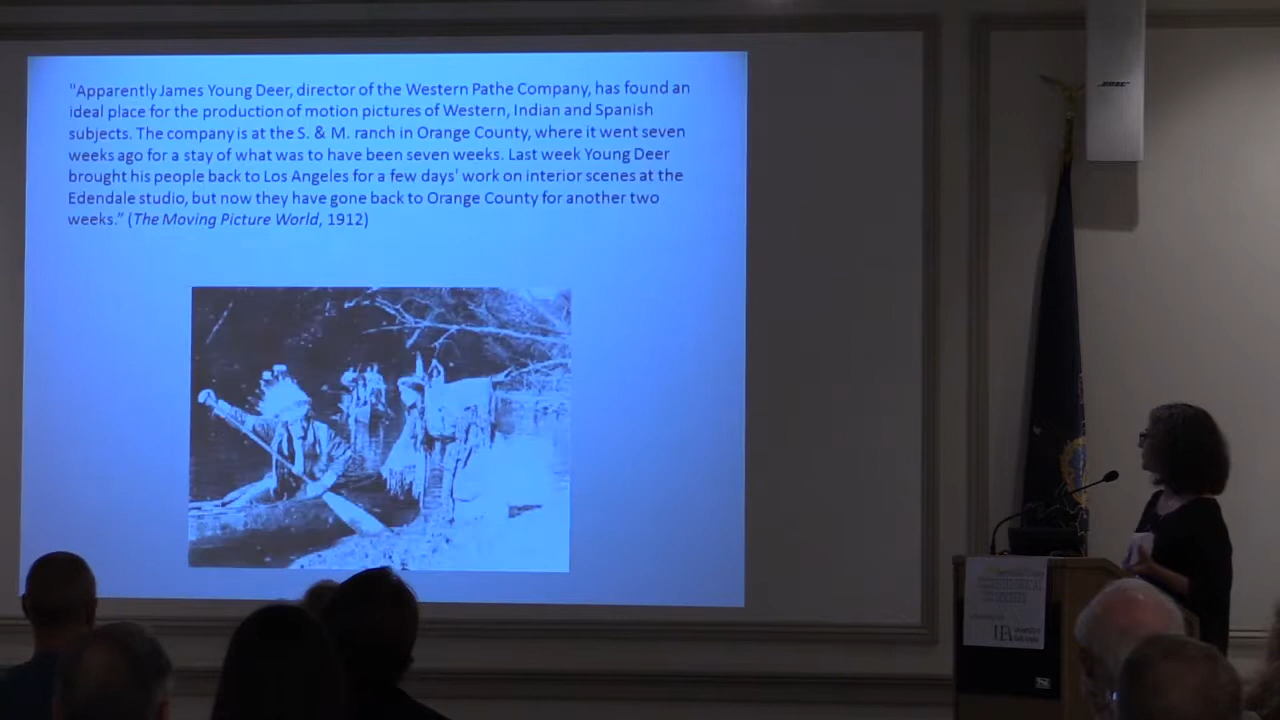 "Apparently James Young Deer, director of the Western Pathe Company, has found an
ideal place for the production of motion pictures of Western, Indian and Spanish
subjects. The company is at the S. & M. ranch in Orange County, where it went seven
weeks ago for a stay of what was to have been seven weeks. Last week Young Deer
brought his people back to Los Angeles for a few days' work on interior scenes at the
Edendale studio, but now they have gone back to Orange County for another two
weeks.” (The Moving Picture World, 1912)
BOSE